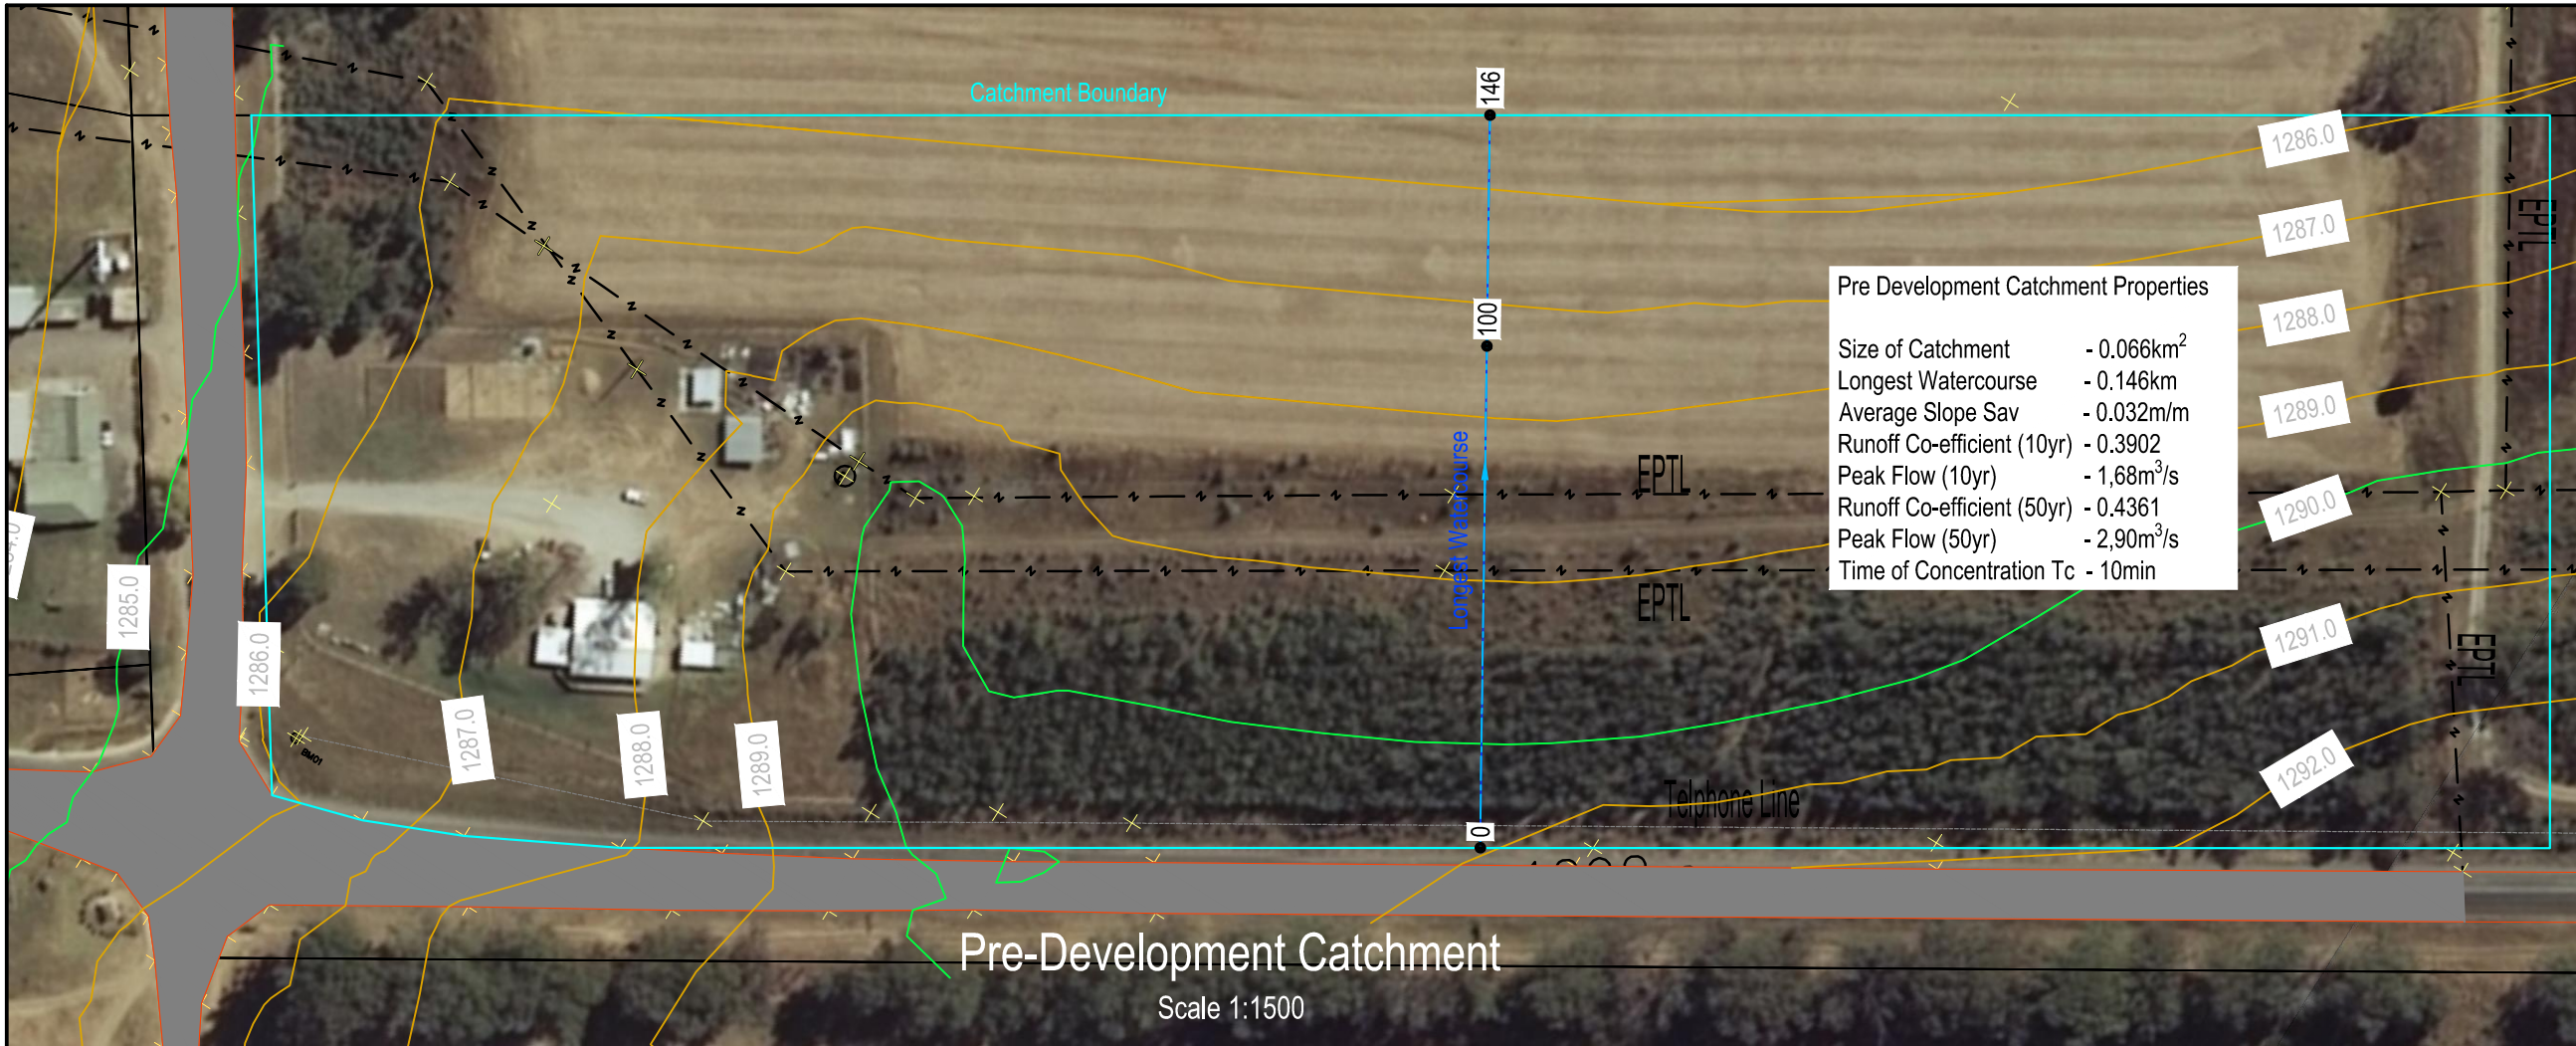 Catchment Boundary
146
1286.0
1287.0
EPTL
Pre Development Catchment Properties
Size of Catchment - 0.066km²
Longest Watercourse - 0.146km
Average Slope Sav - 0.032m/m
Runoff Co-efficient (10yr) - 0.3902
Peak Flow (10yr) - 1,68m³/s
Runoff Co-efficient (50yr) - 0.4361
Peak Flow (50yr) - 2,90m³/s
Time of Concentration Tc - 10min
1288.0
100
1289.0
Longest Watercourse
EPTL
1290.0
EPTL
1285.0
1286.0
1291.0
EPTL
1287.0
1288.0
1289.0
BM01
1292.0
Telphone Line
0
Pre-Development Catchment
Scale 1:1500